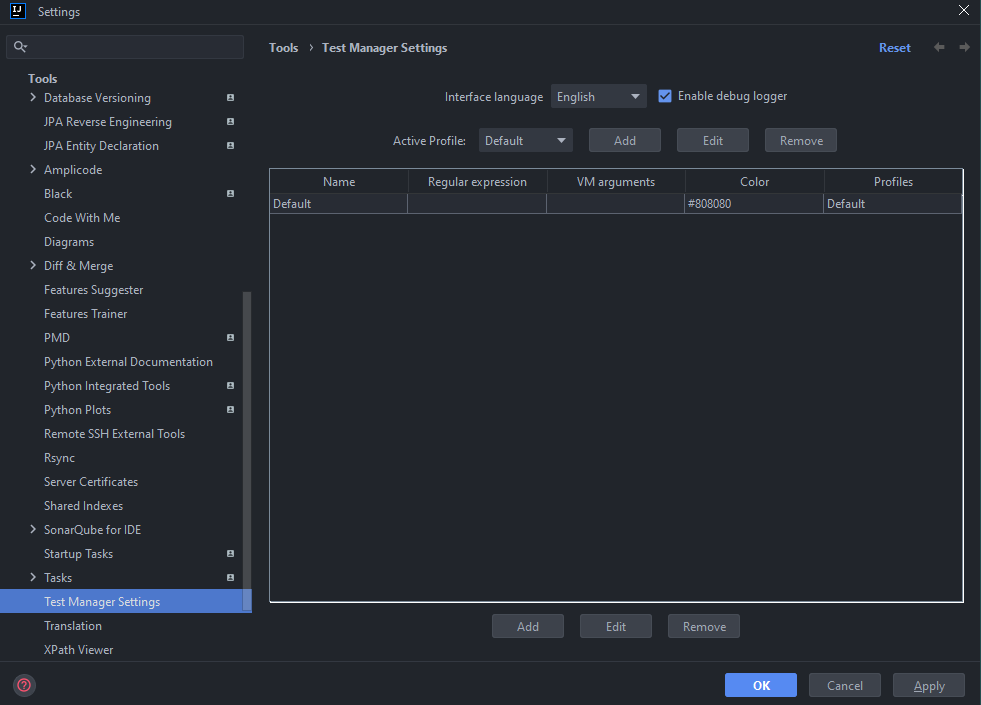 IJ Settings
Tools › Test Manager Settings Reset
Interface language English Enable debug logger
Active Profile: Default Add Edit Remove
Name Regular expression VM arguments Color Profiles
Default #808080 Default
Add Edit Remove
Tools
Database Versioning
JPA Reverse Engineering
JPA Entity Declaration
Amplicode
Black
Code With Me
Diagrams
Diff & Merge
Features Suggester
Features Trainer
PMD
Python External Documentation
Python Integrated Tools
Python Plots
Remote SSH External Tools
Rsync
Server Certificates
Shared Indexes
SonarQube for IDE
Startup Tasks
Tasks
Test Manager Settings
Translation
XPath Viewer
? OK Cancel Apply